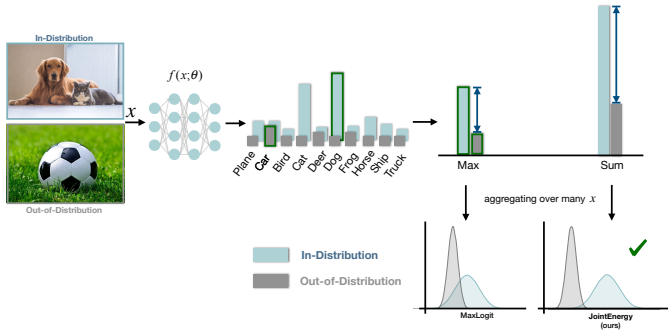 In-Distribution
x
Out-of-Distribution
f(x;θ)
Plane
Car
Bird
Cat
Deer
Dog
Frog
Horse
Ship
Truck
Max
Sum
aggregating over many x
In-Distribution
Out-of-Distribution
MaxLogit
JointEnergy
(ours)